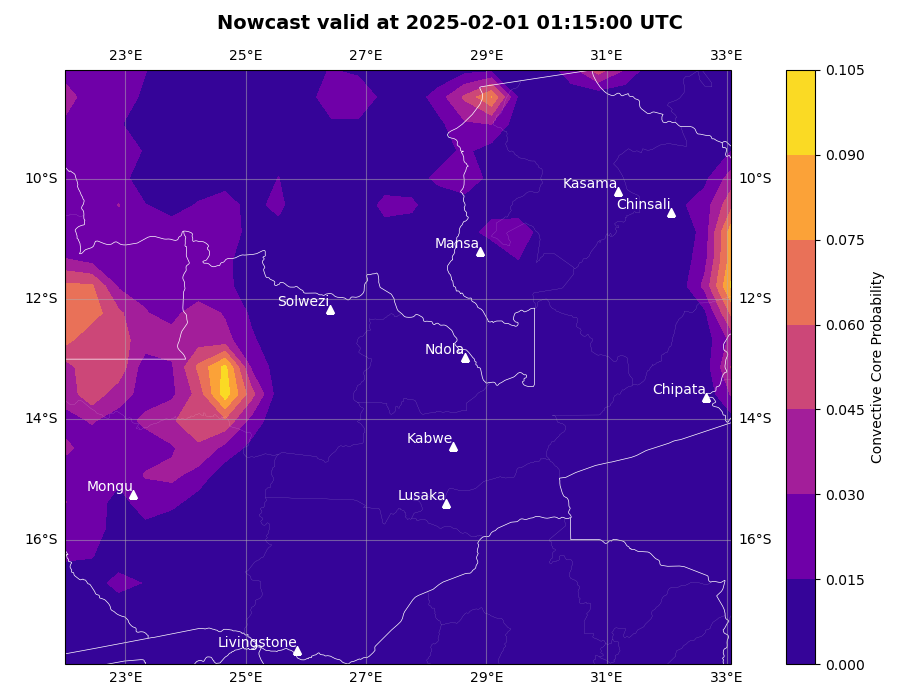 Nowcast valid at 2025-02-01 01:15:00 UTC
23°E 25°E 27°E 29°E 31°E 33°E
0.105
0.090
10°S 10°S
Kasama
Chinsali
0.075
Mansa
12°S 12°S
Solwezi
0.060
Ndola
Chipata
0.045
14°S 14°S
Kabwe
Mongu
Lusaka
0.030
16°S 16°S
0.015
Livingstone
0.000
23°E 25°E 27°E 29°E 31°E 33°E
Convective Core Probability